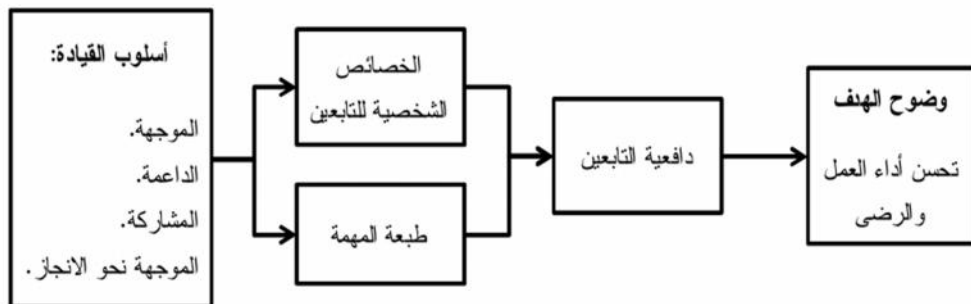 أسلوب القيادة:
الموجهة.
الداعمة.
المشاركة.
الموجهة نحو الانجاز.
الخصائص
الشخصية للتابعين
طبعة المهمة
دافعية التابعين
وضوح الهدف
تحسن أداء العمل
والرضى